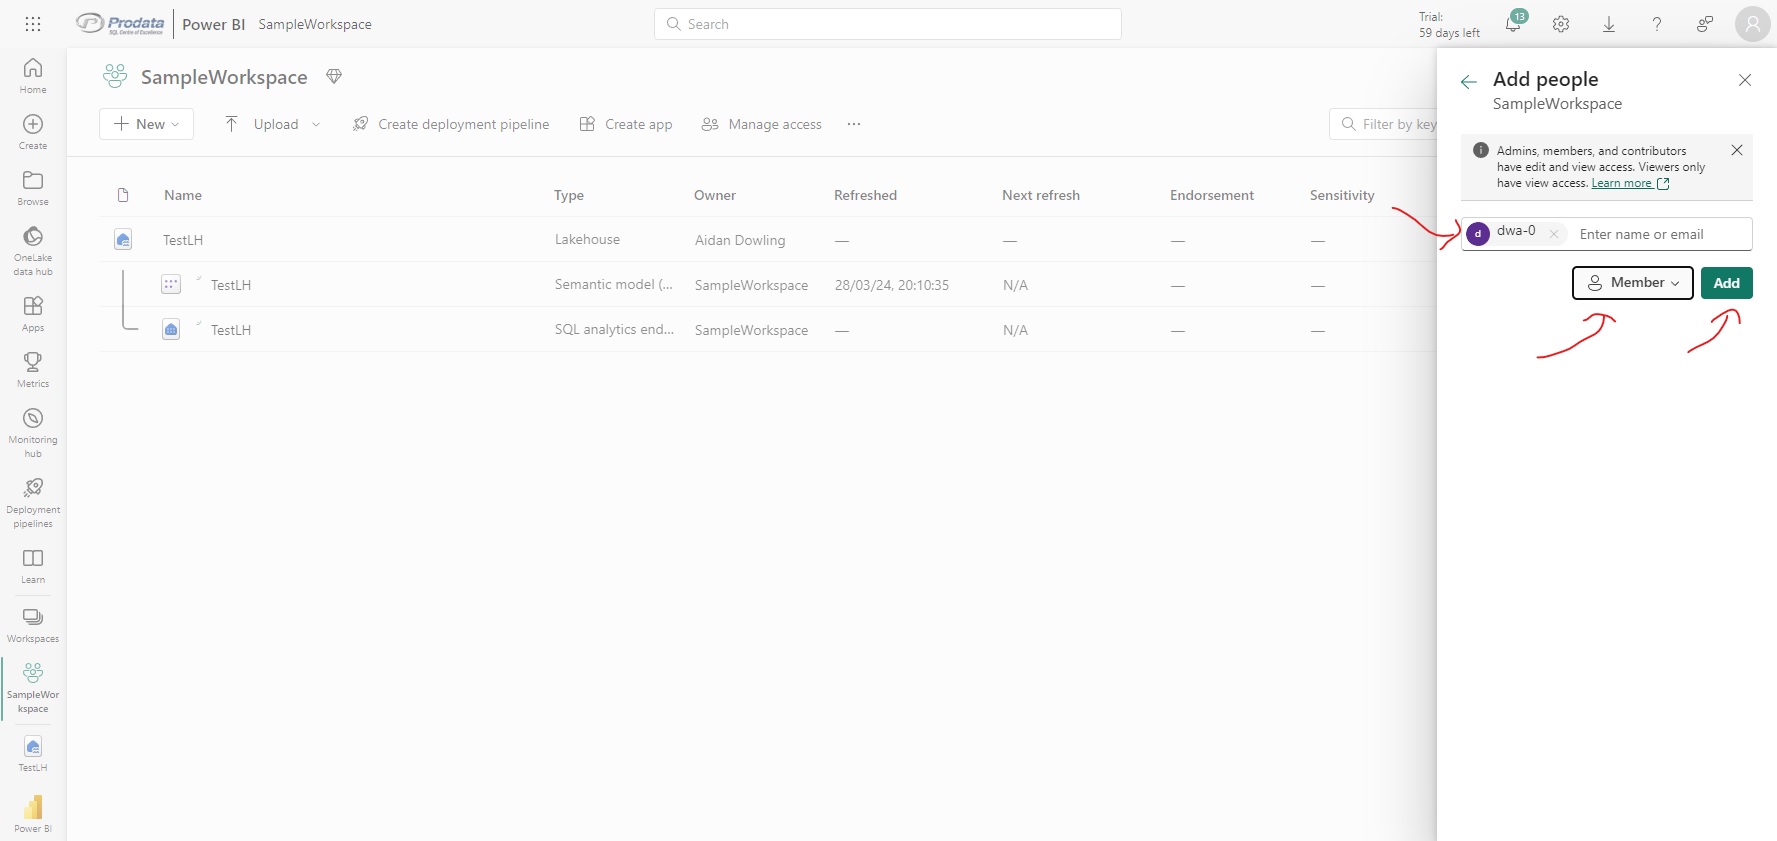 Prodata
SQL Centre of Excellence
Power BI
SampleWorkspace
Search
Trial:
59 days left
13
Home
Create
Browse
OneLake
data hub
Apps
Metrics
Monitoring
hub
Deployment
pipelines
Learn
Workspaces
SampleWor
kspace
TestLH
Power BI
SampleWorkspace
New
Upload
Create deployment pipeline
Create app
Manage access
...
Filter by key
Name
Type
Owner
Refreshed
Next refresh
Endorsement
Sensitivity
TestLH
Lakehouse
Aidan Dowling
—
—
—
—
TestLH
Semantic model (...
SampleWorkspace
28/03/24, 20:10:35
N/A
—
—
TestLH
SQL analytics end...
SampleWorkspace
—
N/A
—
—
Add people
SampleWorkspace
Admins, members, and contributors
have edit and view access. Viewers only
have view access. Learn more
d
dwa-0
Enter name or email
Member
Add